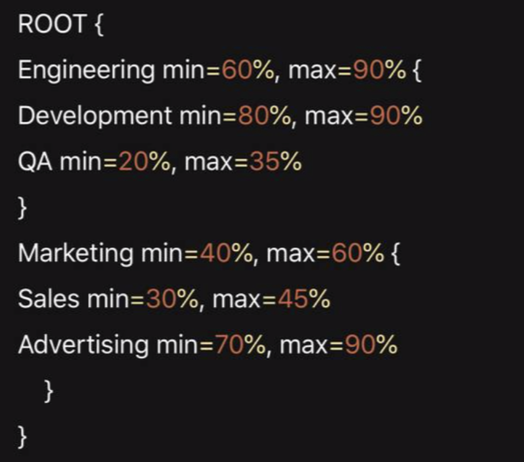 ROOT {
Engineering min=60%, max=90% {
Development min=80%, max=90%
QA min=20%, max=35%
}
Marketing min=40%, max=60% {
Sales min=30%, max=45%
Advertising min=70%, max=90%
}
}